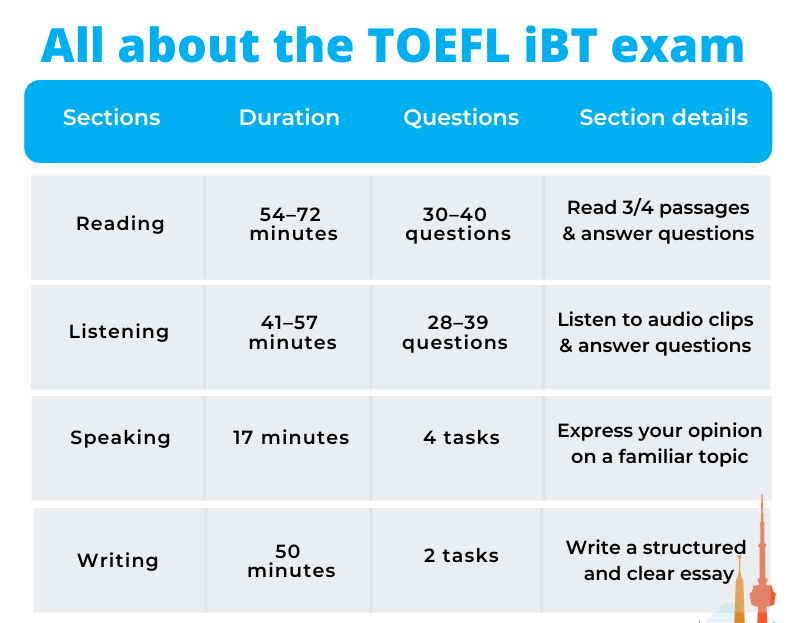 All about the TOEFL iBT exam
Sections Duration Questions Section details
Reading
54–72
minutes
30–40
questions
Read 3/4 passages
& answer questions
Listening
41–57
minutes
28–39
questions
Listen to audio clips
& answer questions
Speaking
17 minutes
4 tasks
Express your opinion
on a familiar topic
Writing
50
minutes
2 tasks
Write a structured
and clear essay